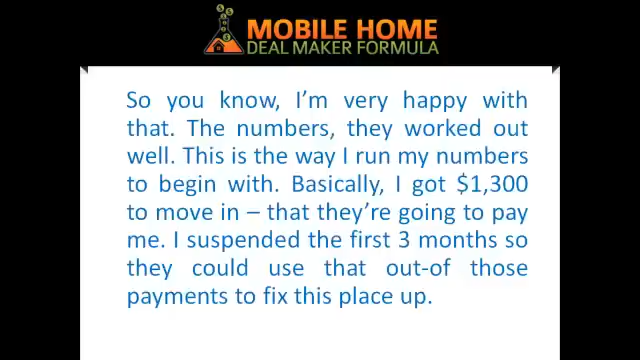 MOBILE HOME
DEAL MAKER FORMULA
So you know, I’m very happy with
that. The numbers, they worked out
well. This is the way I run my numbers
to begin with. Basically, I got $1,300
to move in – that they’re going to pay
me. I suspended the first 3 months so
they could use that out-of those
payments to fix this place up.